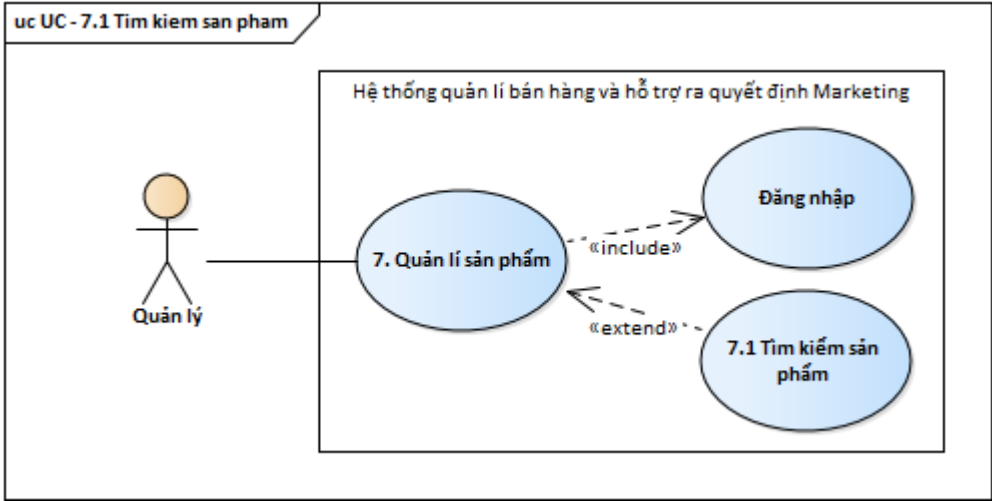 uc UC - 7.1 Tim kiem san pham
Hệ thống quản lí bán hàng và hỗ trợ ra quyết định Marketing
Đăng nhập
7. Quản lí sản phẩm
«include»
Quản lý
«extend»
7.1 Tìm kiếm sản
phẩm